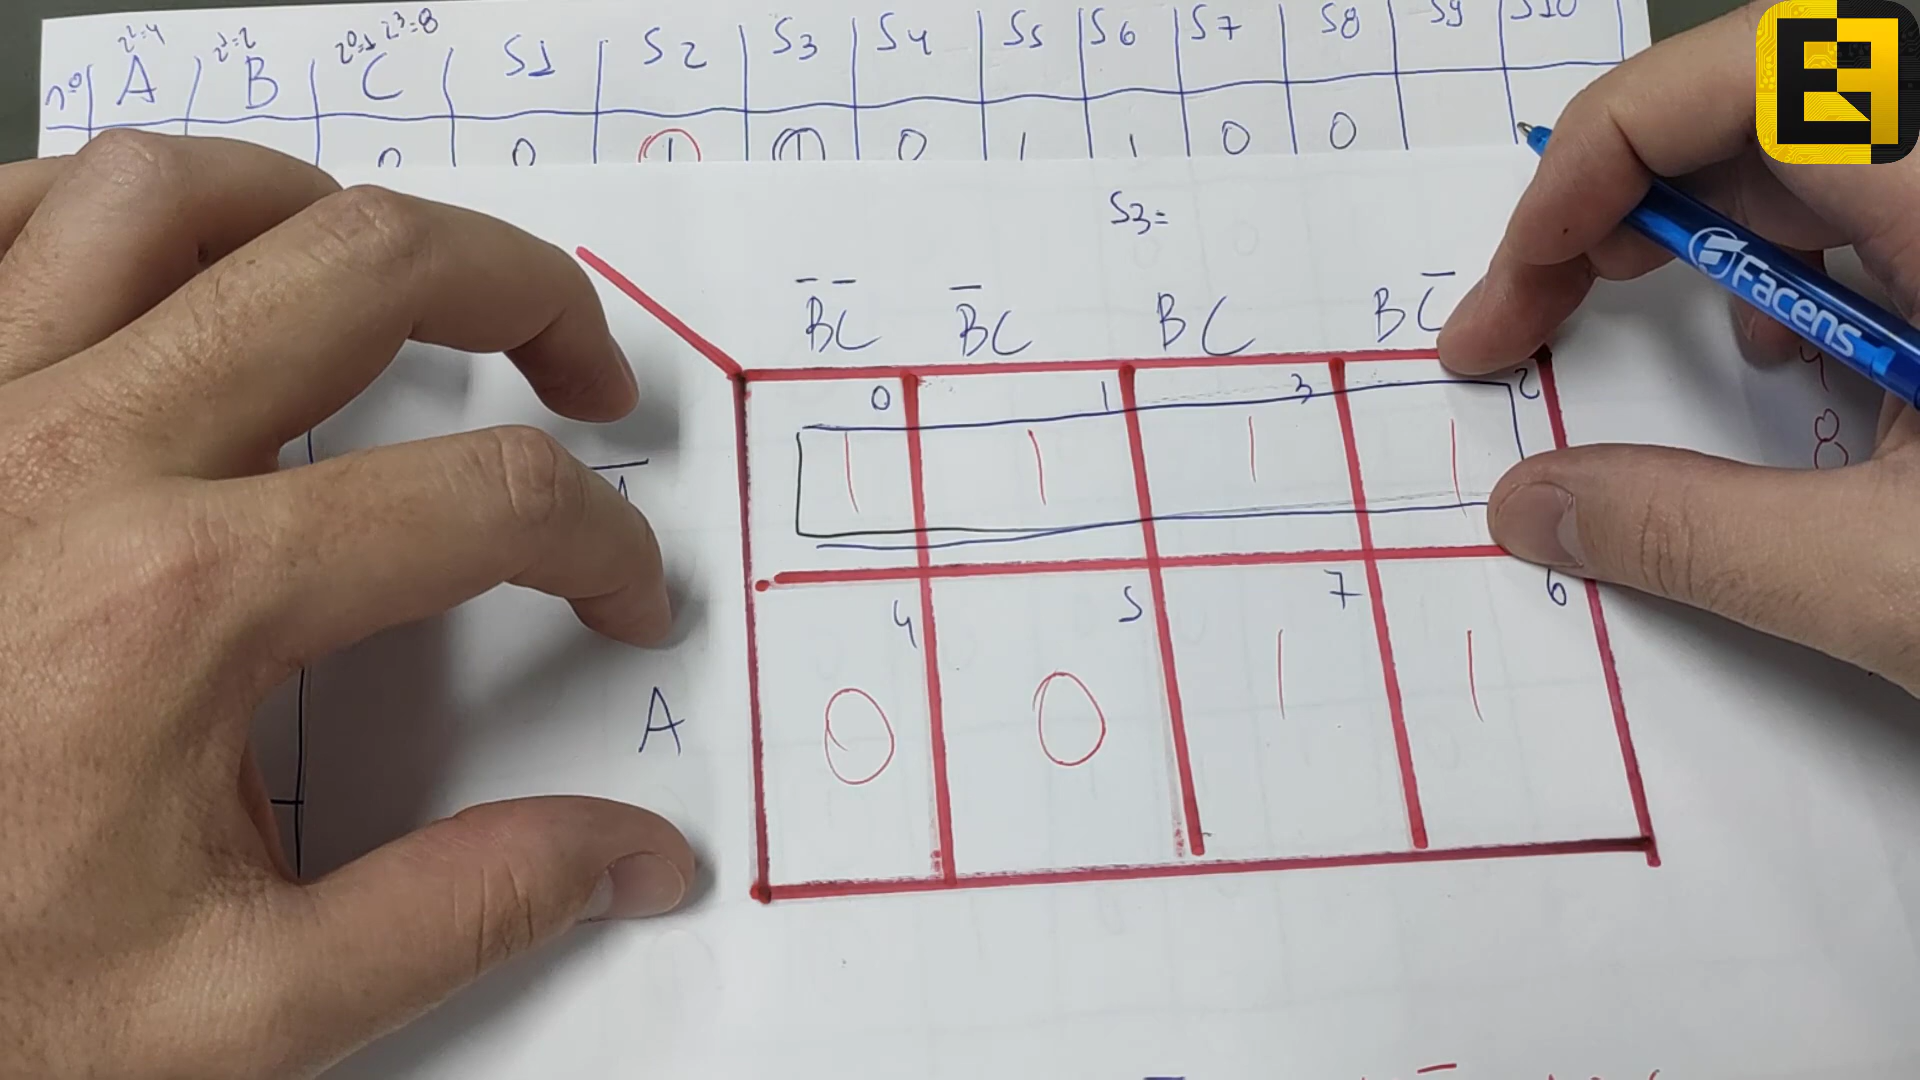 2²=4 2¹=2 2⁰=1 2³=8
nº A B C S1 S2 S3 S4 S5 S6 S7 S8 S9 S10
0 0 1 1 0 1 1 0 0
S3=
B̅C̅ B̅C BC BC̅
0 1 3 2
A̅ 1 1 1 1
4 5 7 6
A 0 0 1 1
8
Facens